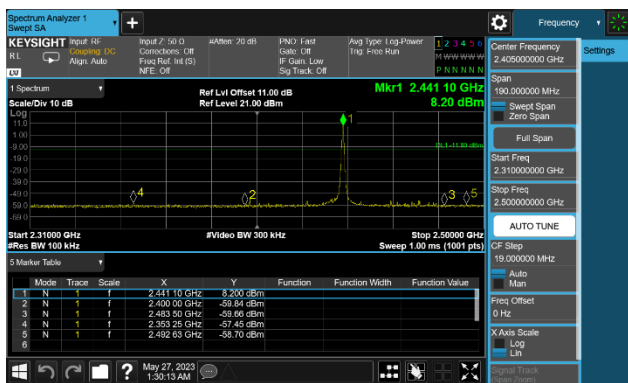 Spectrum Analyzer 1
Swept SA
+
Frequency
KEYSIGHT
RL
LXI
Input: RF
Coupling: DC
Align: Auto
Input Z: 50 Ω
Corrections: Off
Freq Ref: Int (S)
NFE: Off
#Atten: 20 dB
PNO: Fast
Gate: Off
IF Gain: Low
Sig Track: Off
Avg Type: Log-Power
Trig: Free Run
1 2 3 4 5 6
M W W W W W
P N N N N N
Center Frequency
2.405000000 GHz
Settings
Span
190.000000 MHz
Swept Span
Zero Span
Full Span
Start Freq
2.310000000 GHz
Stop Freq
2.500000000 GHz
AUTO TUNE
CF Step
19.000000 MHz
Auto
Man
Freq Offset
0 Hz
X Axis Scale
Log
Lin
Signal Track
(Span Zoom)
1 Spectrum
Scale/Div 10 dB
Log
Ref Lvl Offset 11.00 dB
Ref Level 21.00 dBm
Mkr1 2.441 10 GHz
8.20 dBm
11.0
1.00
-9.00
-19.0
-29.0
-39.0
-49.0
-59.0
-69.0
1
DL1 -11.80 dBm
4
2
3
5
Start 2.31000 GHz
#Res BW 100 kHz
#Video BW 300 kHz
Stop 2.50000 GHz
Sweep 1.00 ms (1001 pts)
5 Marker Table
Mode Trace Scale X Y Function Function Width Function Value
1 N 1 f 2.441 10 GHz 8.200 dBm
2 N 1 f 2.400 00 GHz -59.84 dBm
3 N 1 f 2.483 50 GHz -59.66 dBm
4 N 1 f 2.353 25 GHz -57.45 dBm
5 N 1 f 2.492 63 GHz -58.70 dBm
6
?
May 27, 2023
1:30:13 AM